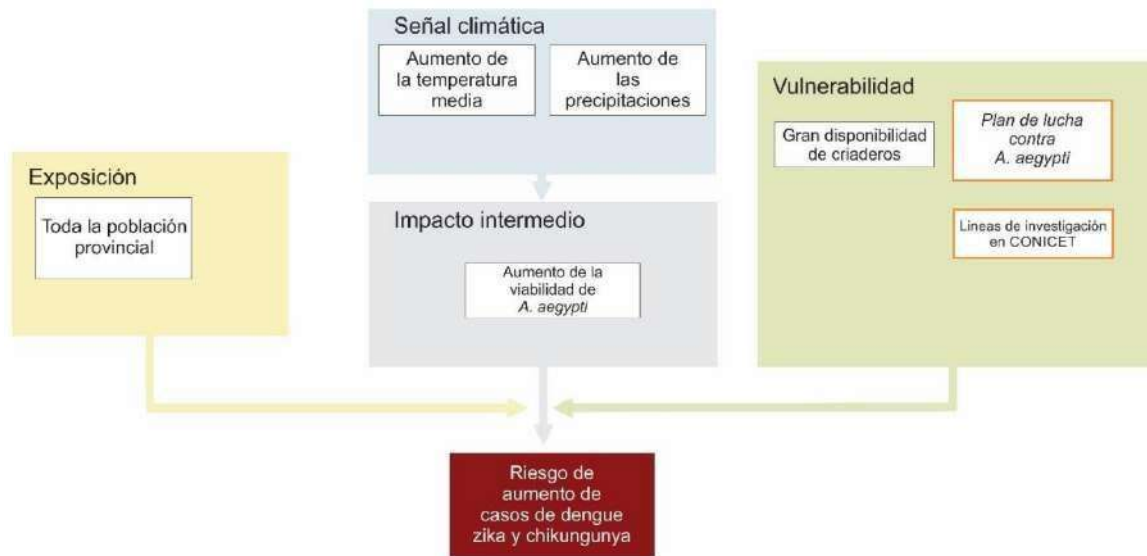 Señal climática
Aumento de
la temperatura
media
Aumento de
las
precipitaciones
Vulnerabilidad
Gran disponibilidad
de criaderos
Plan de lucha
contra
A. aegypti
Lineas de investigación
en CONICET
Exposición
Toda la población
provincial
Impacto intermedio
Aumento de la
viabilidad de
A. aegypti
Riesgo de
aumento de
casos de dengue
zika y chikungunya